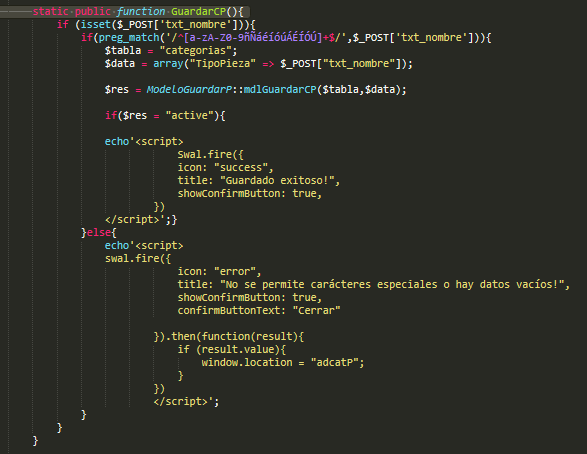 static public function GuardarCP(){
if (isset($_POST['txt_nombre'])){
if(preg_match('/^[a-zA-Z0-9ñÑáéíóúÁÉÍÓÚ]+$/',$_POST['txt_nombre'])){
$tabla = "categorias";
$data = array("TipoPieza" => $_POST["txt_nombre"]);
$res = ModeloGuardarP::mdlGuardarCP($tabla,$data);
if($res = "active"){
echo'<script>
Swal.fire({
icon: "success",
title: "Guardado exitoso!",
showConfirmButton: true,
})
</script>';}
}else{
echo'<script>
swal.fire({
icon: "error",
title: "No se permite carácteres especiales o hay datos vacíos!",
showConfirmButton: true,
confirmButtonText: "Cerrar"
}).then(function(result){
if (result.value){
window.location = "adcatP";
}
})
</script>';
}
}
}